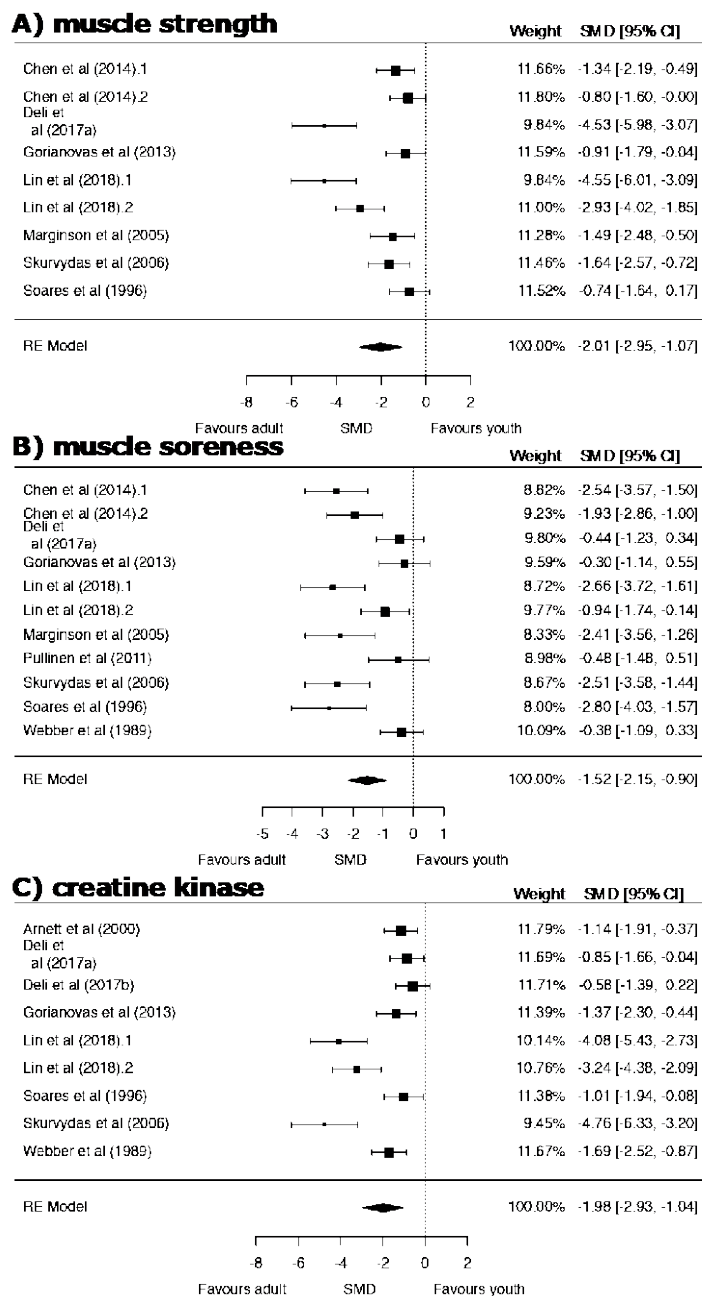 A) muscle strength
Weight SMD [95% CI]
Chen et al (2014).1 11.66% -1.34 [-2.19, -0.49]
Chen et al (2014).2 11.80% -0.80 [-1.60, -0.00]
Deli et
al (2017a) 9.84% -4.53 [-5.98, -3.07]
Gorianovas et al (2013) 11.59% -0.91 [-1.79, -0.04]
Lin et al (2018).1 9.84% -4.55 [-6.01, -3.09]
Lin et al (2018).2 11.00% -2.93 [-4.02, -1.85]
Marginson et al (2005) 11.28% -1.49 [-2.48, -0.50]
Skurvydas et al (2006) 11.46% -1.64 [-2.57, -0.72]
Soares et al (1996) 11.52% -0.74 [-1.64, 0.17]
RE Model 100.00% -2.01 [-2.95, -1.07]
-8 -6 -4 -2 0 2
Favours adult SMD Favours youth
B) muscle soreness
Weight SMD [95% CI]
Chen et al (2014).1 8.82% -2.54 [-3.57, -1.50]
Chen et al (2014).2 9.23% -1.93 [-2.86, -1.00]
Deli et
al (2017a) 9.80% -0.44 [-1.23, 0.34]
Gorianovas et al (2013) 9.59% -0.30 [-1.14, 0.55]
Lin et al (2018).1 8.72% -2.66 [-3.72, -1.61]
Lin et al (2018).2 9.77% -0.94 [-1.74, -0.14]
Marginson et al (2005) 8.33% -2.41 [-3.56, -1.26]
Pullinen et al (2011) 8.98% -0.48 [-1.48, 0.51]
Skurvydas et al (2006) 8.67% -2.51 [-3.58, -1.44]
Soares et al (1996) 8.00% -2.80 [-4.03, -1.57]
Webber et al (1989) 10.09% -0.38 [-1.09, 0.33]
RE Model 100.00% -1.52 [-2.15, -0.90]
-5 -4 -3 -2 -1 0 1
Favours adult SMD Favours youth
C) creatine kinase
Weight SMD [95% CI]
Arnett et al (2000) 11.79% -1.14 [-1.91, -0.37]
Deli et
al (2017a) 11.69% -0.85 [-1.66, -0.04]
Deli et al (2017b) 11.71% -0.58 [-1.39, 0.22]
Gorianovas et al (2013) 11.39% -1.37 [-2.30, -0.44]
Lin et al (2018).1 10.14% -4.08 [-5.43, -2.73]
Lin et al (2018).2 10.76% -3.24 [-4.38, -2.09]
Soares et al (1996) 11.38% -1.01 [-1.94, -0.08]
Skurvydas et al (2006) 9.45% -4.76 [-6.33, -3.20]
Webber et al (1989) 11.67% -1.69 [-2.52, -0.87]
RE Model 100.00% -1.98 [-2.93, -1.04]
-8 -6 -4 -2 0 2
Favours adult SMD Favours youth